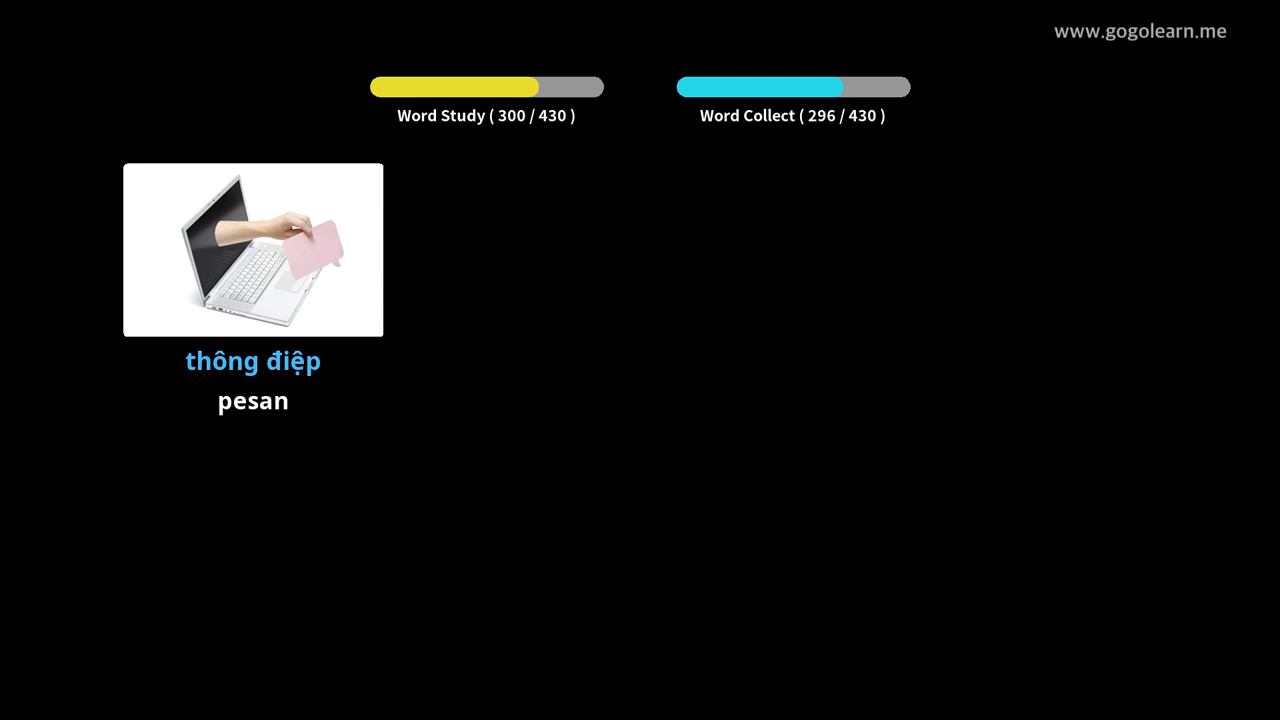 www.gogolearn.me
Word Study ( 300 / 430 )
Word Collect ( 296 / 430 )
thông điệp
pesan